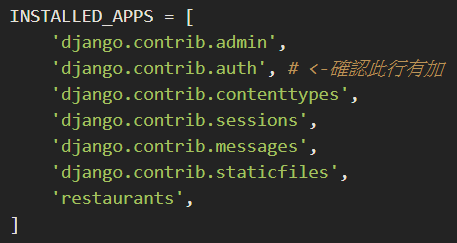 INSTALLED_APPS = [
    'django.contrib.admin',
    'django.contrib.auth', # <-確認此行有加
    'django.contrib.contenttypes',
    'django.contrib.sessions',
    'django.contrib.messages',
    'django.contrib.staticfiles',
    'restaurants',
]